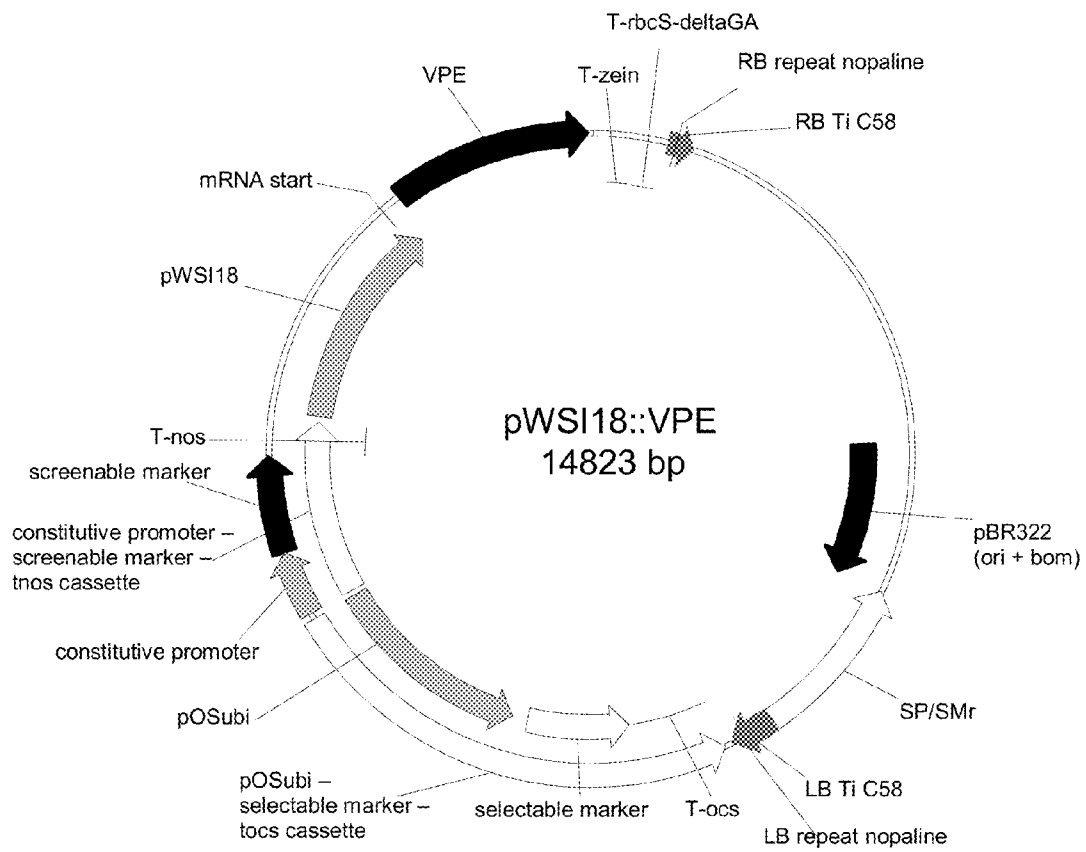 T-rbcS-deltaGA
RB repeat nopaline
T-zein
VPE
RB Ti C58
mRNA start
pWSI18
pWSI18::VPE
14823 bp
T-nos
screenable marker
constitutive promoter –
screenable marker –
tnos cassette
pBR322
(ori + bom)
constitutive promoter
pOSubi
SP/SMr
pOSubi –
selectable marker –
tocs cassette
selectable marker
T-ocs
LB Ti C58
LB repeat nopaline